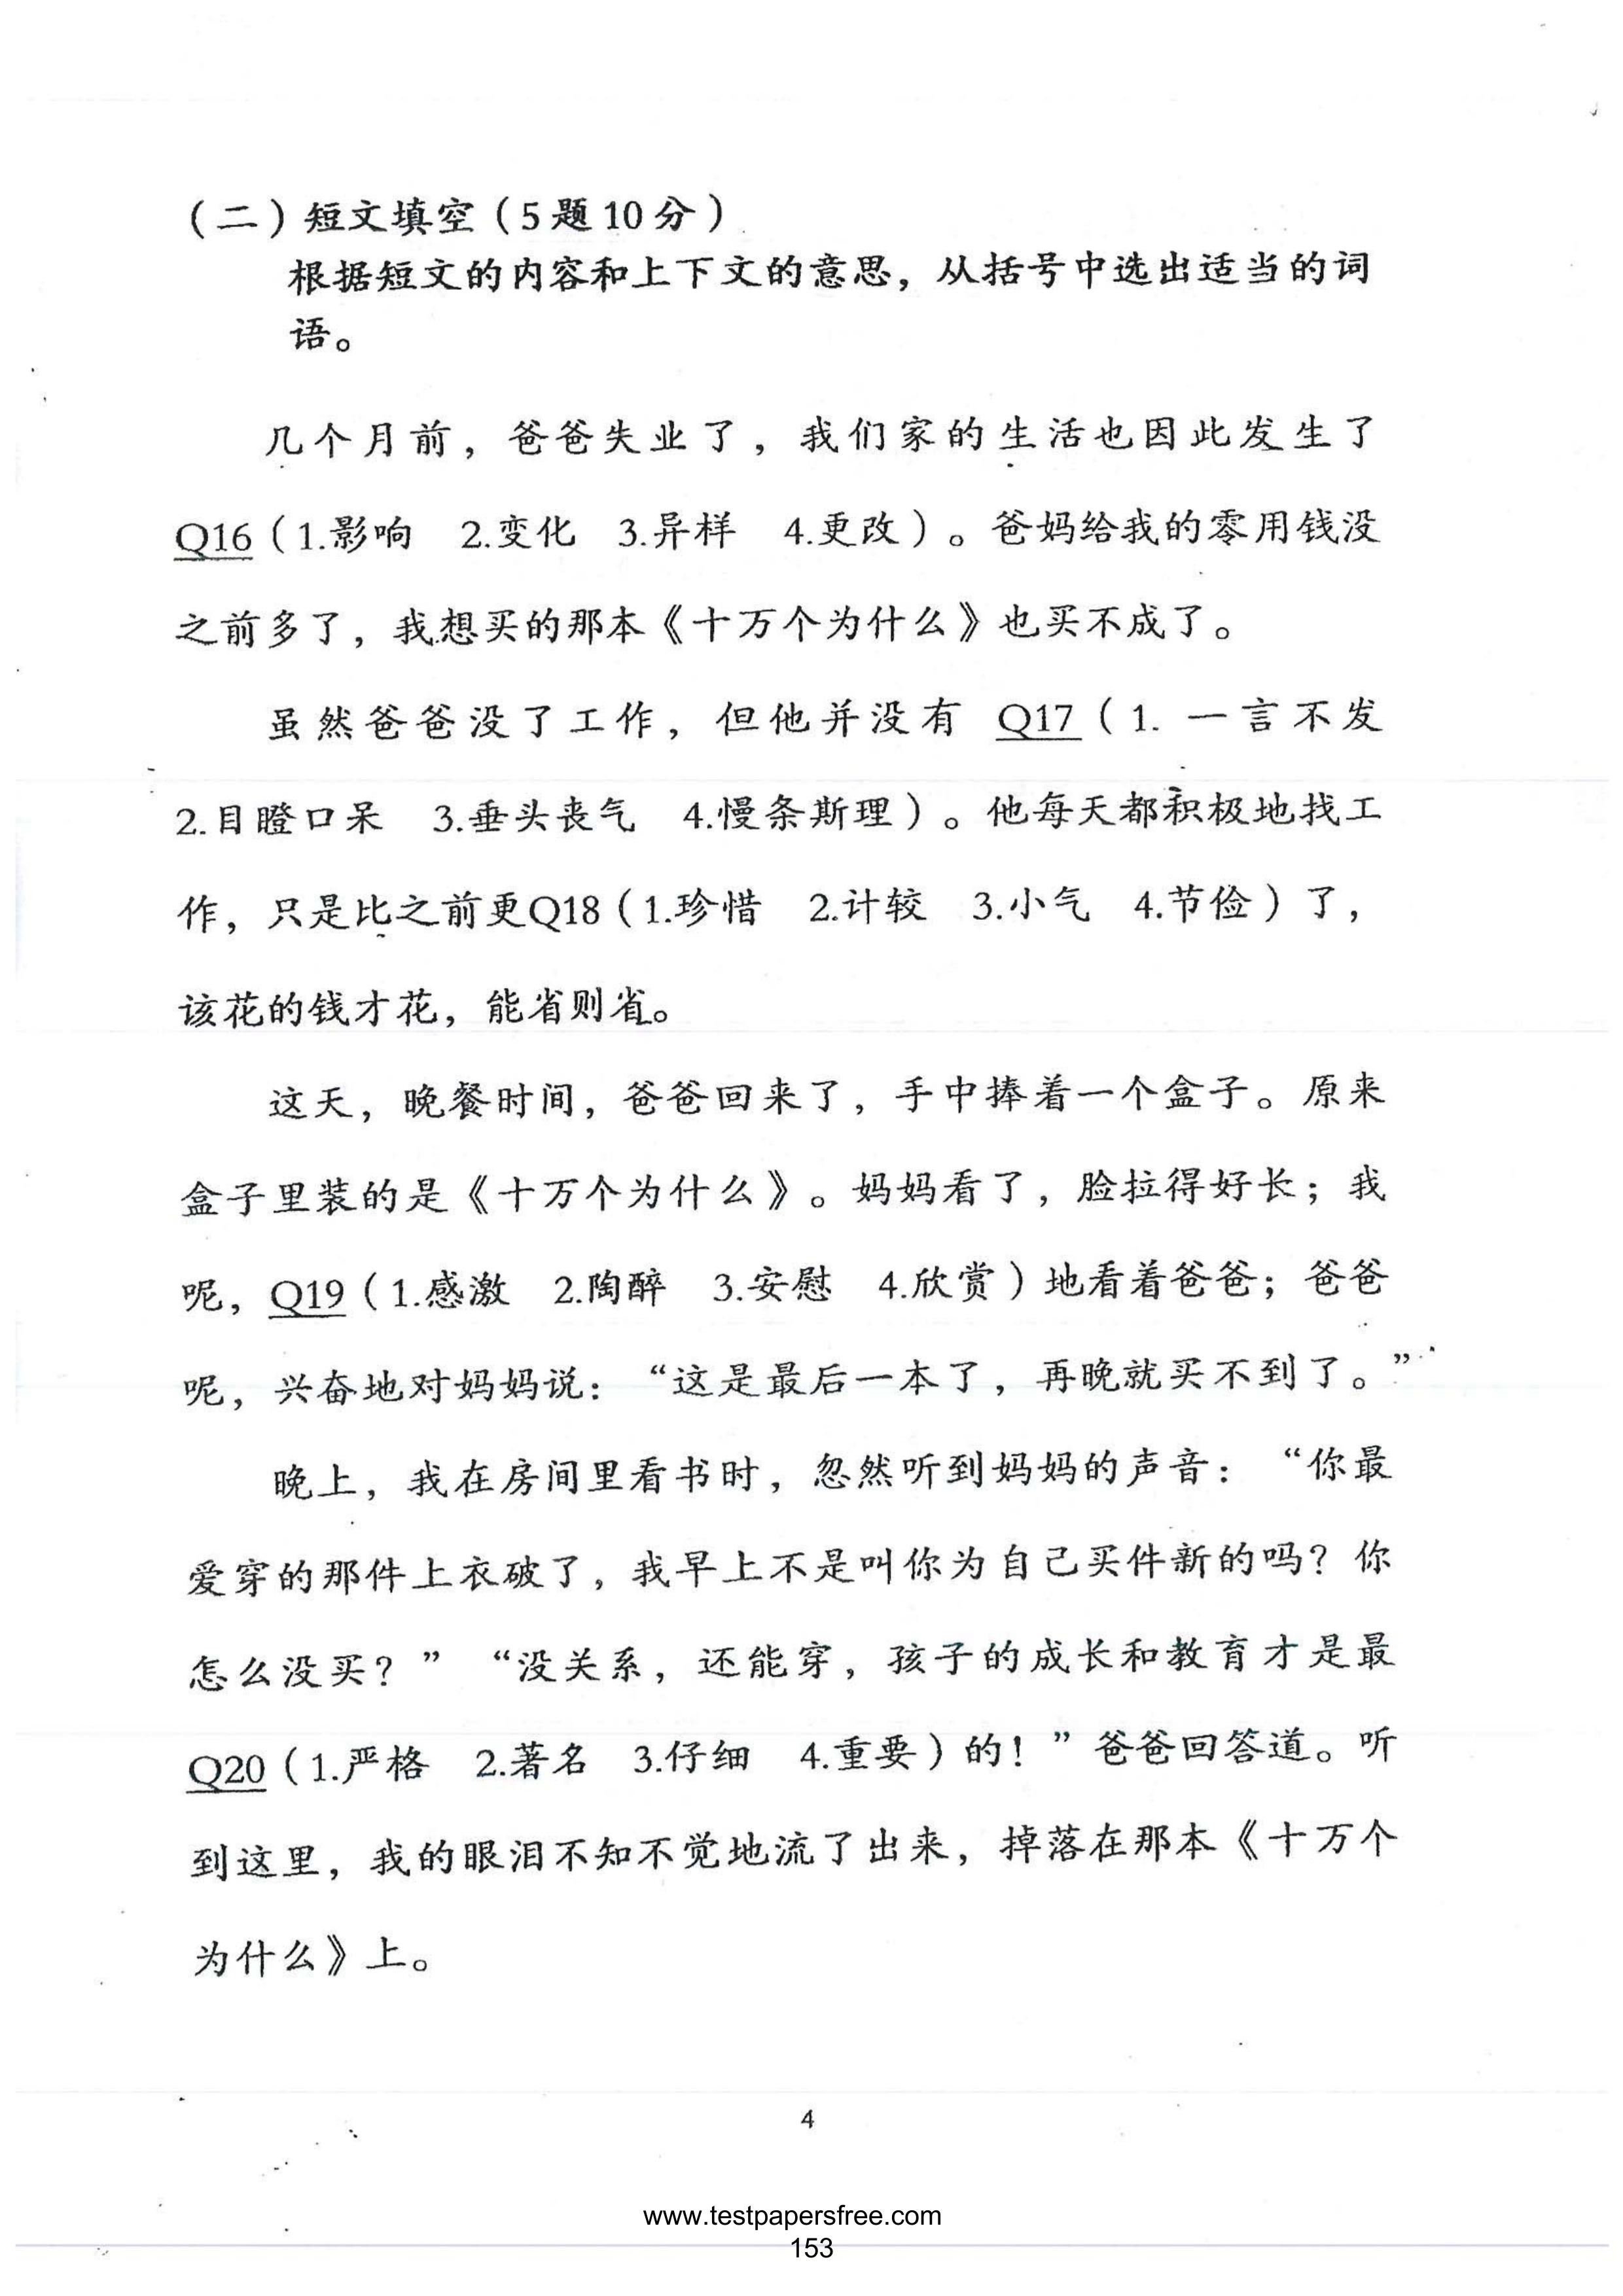 （二）短文填空（5题10分）
根据短文的内容和上下文的意思，从括号中选出适当的词
语。
几个月前，爸爸失业了，我们家的生活也因此发生了
Q16（1.影响 2.变化 3.异样 4.更改）。爸妈给我的零用钱没
之前多了，我想买的那本《十万个为什么》也买不成了。
虽然爸爸没了工作，但他并没有 Q17（1. 一言不发
2.目瞪口呆 3.垂头丧气 4.慢条斯理）。他每天都积极地找工
作，只是比之前更Q18（1.珍惜 2.计较 3.小气 4.节俭）了，
该花的钱才花，能省则省。
这天，晚餐时间，爸爸回来了，手中捧着一个盒子。原来
盒子里装的是《十万个为什么》。妈妈看了，脸拉得好长；我
呢，Q19（1.感激 2.陶醉 3.安慰 4.欣赏）地看着爸爸；爸爸
呢，兴奋地对妈妈说：“这是最后一本了，再晚就买不到了。”
晚上，我在房间里看书时，忽然听到妈妈的声音：“你最
爱穿的那件上衣破了，我早上不是叫你为自己买件新的吗？你
怎么没买？”“没关系，还能穿，孩子的成长和教育才是最
Q20（1.严格 2.著名 3.仔细 4.重要）的！”爸爸回答道。听
到这里，我的眼泪不知不觉地流了出来，掉落在那本《十万个
为什么》上。
4
www.testpapersfree.com
153